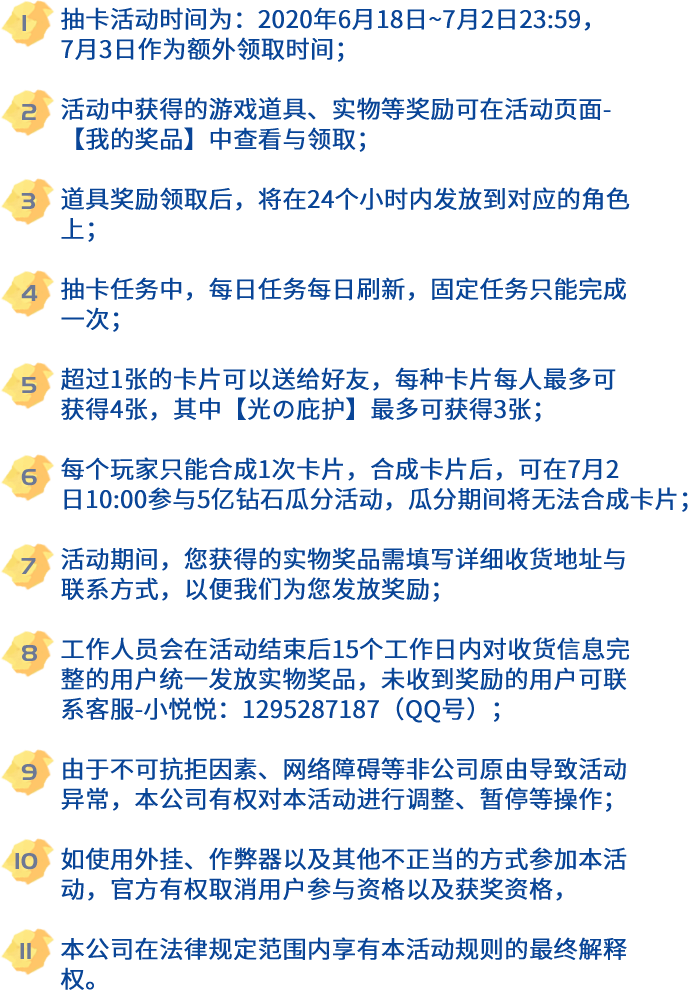 1 抽卡活动时间为：2020年6月18日~7月2日23:59，
7月3日作为额外领取时间；
2 活动中获得的游戏道具、实物等奖励可在活动页面-
【我的奖品】中查看与领取；
3 道具奖励领取后，将在24个小时内发放到对应的角色
上；
4 抽卡任务中，每日任务每日刷新，固定任务只能完成
一次；
5 超过1张的卡片可以送给好友，每种卡片每人最多可
获得4张，其中【光の庇护】最多可获得3张；
6 每个玩家只能合成1次卡片，合成卡片后，可在7月2
日10:00参与5亿钻石瓜分活动，瓜分期间将无法合成卡片；
7 活动期间，您获得的实物奖品需填写详细收货地址与
联系方式，以便我们为您发放奖励；
8 工作人员会在活动结束后15个工作日内对收货信息完
整的用户统一发放实物奖品，未收到奖励的用户可联
系客服-小悦悦：1295287187（QQ号）；
9 由于不可抗拒因素、网络障碍等非公司原由导致活动
异常，本公司有权对本活动进行调整、暂停等操作；
10 如使用外挂、作弊器以及其他不正当的方式参加本活
动，官方有权取消用户参与资格以及获奖资格，
11 本公司在法律规定范围内享有本活动规则的最终解释
权。